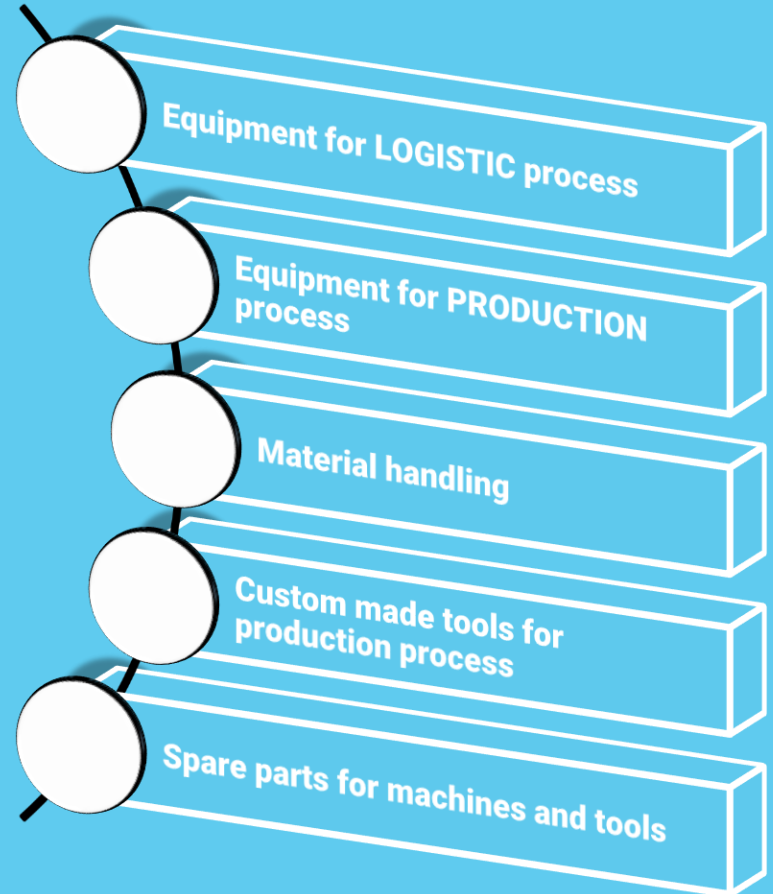 Equipment for LOGISTIC process
Equipment for PRODUCTION
process
Material handling
Custom made tools for
production process
Spare parts for machines and tools